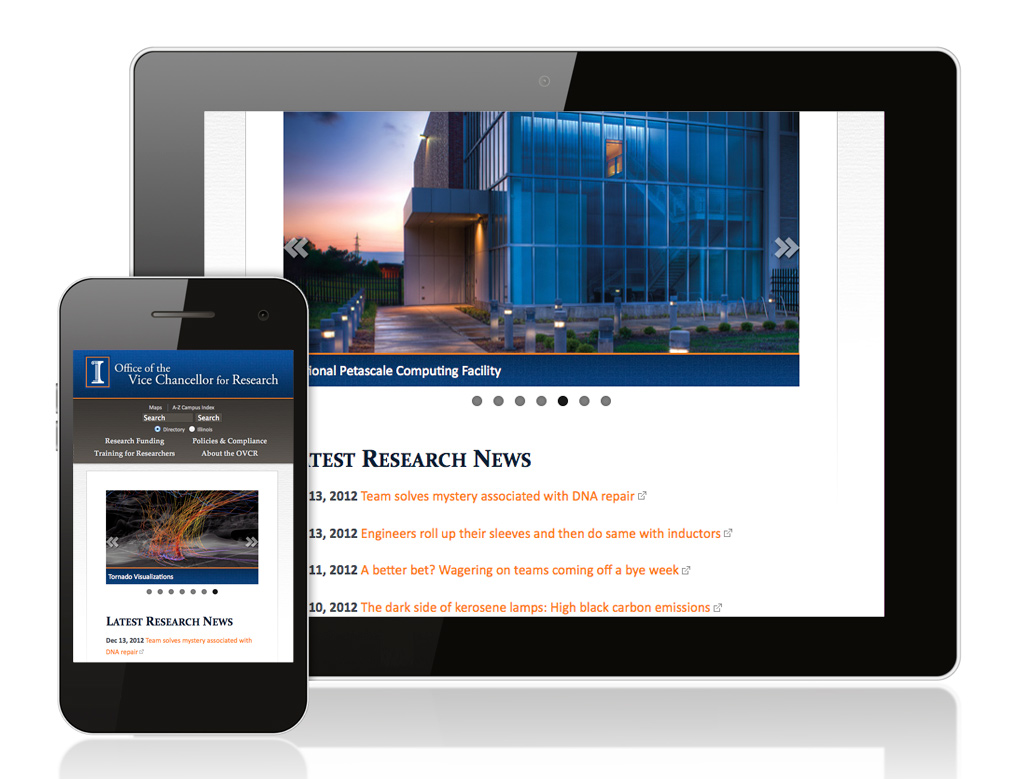 ional Petascale Computing Facility
TEST RESEARCH NEWS
13, 2012 Team solves mystery associated with DNA repair
13, 2012 Engineers roll up their sleeves and then do same with inductors
11, 2012 A better bet? Wagering on teams coming off a bye week
10, 2012 The dark side of kerosene lamps: High black carbon emissions
I Office of the
Vice Chancellor for Research
Maps | A-Z Campus Index
Search Search
Directory Illinois
Research Funding Policies & Compliance
Training for Researchers About the OVCR
Tornado Visualizations
LATEST RESEARCH NEWS
Dec 13, 2012 Team solves mystery associated with
DNA repair